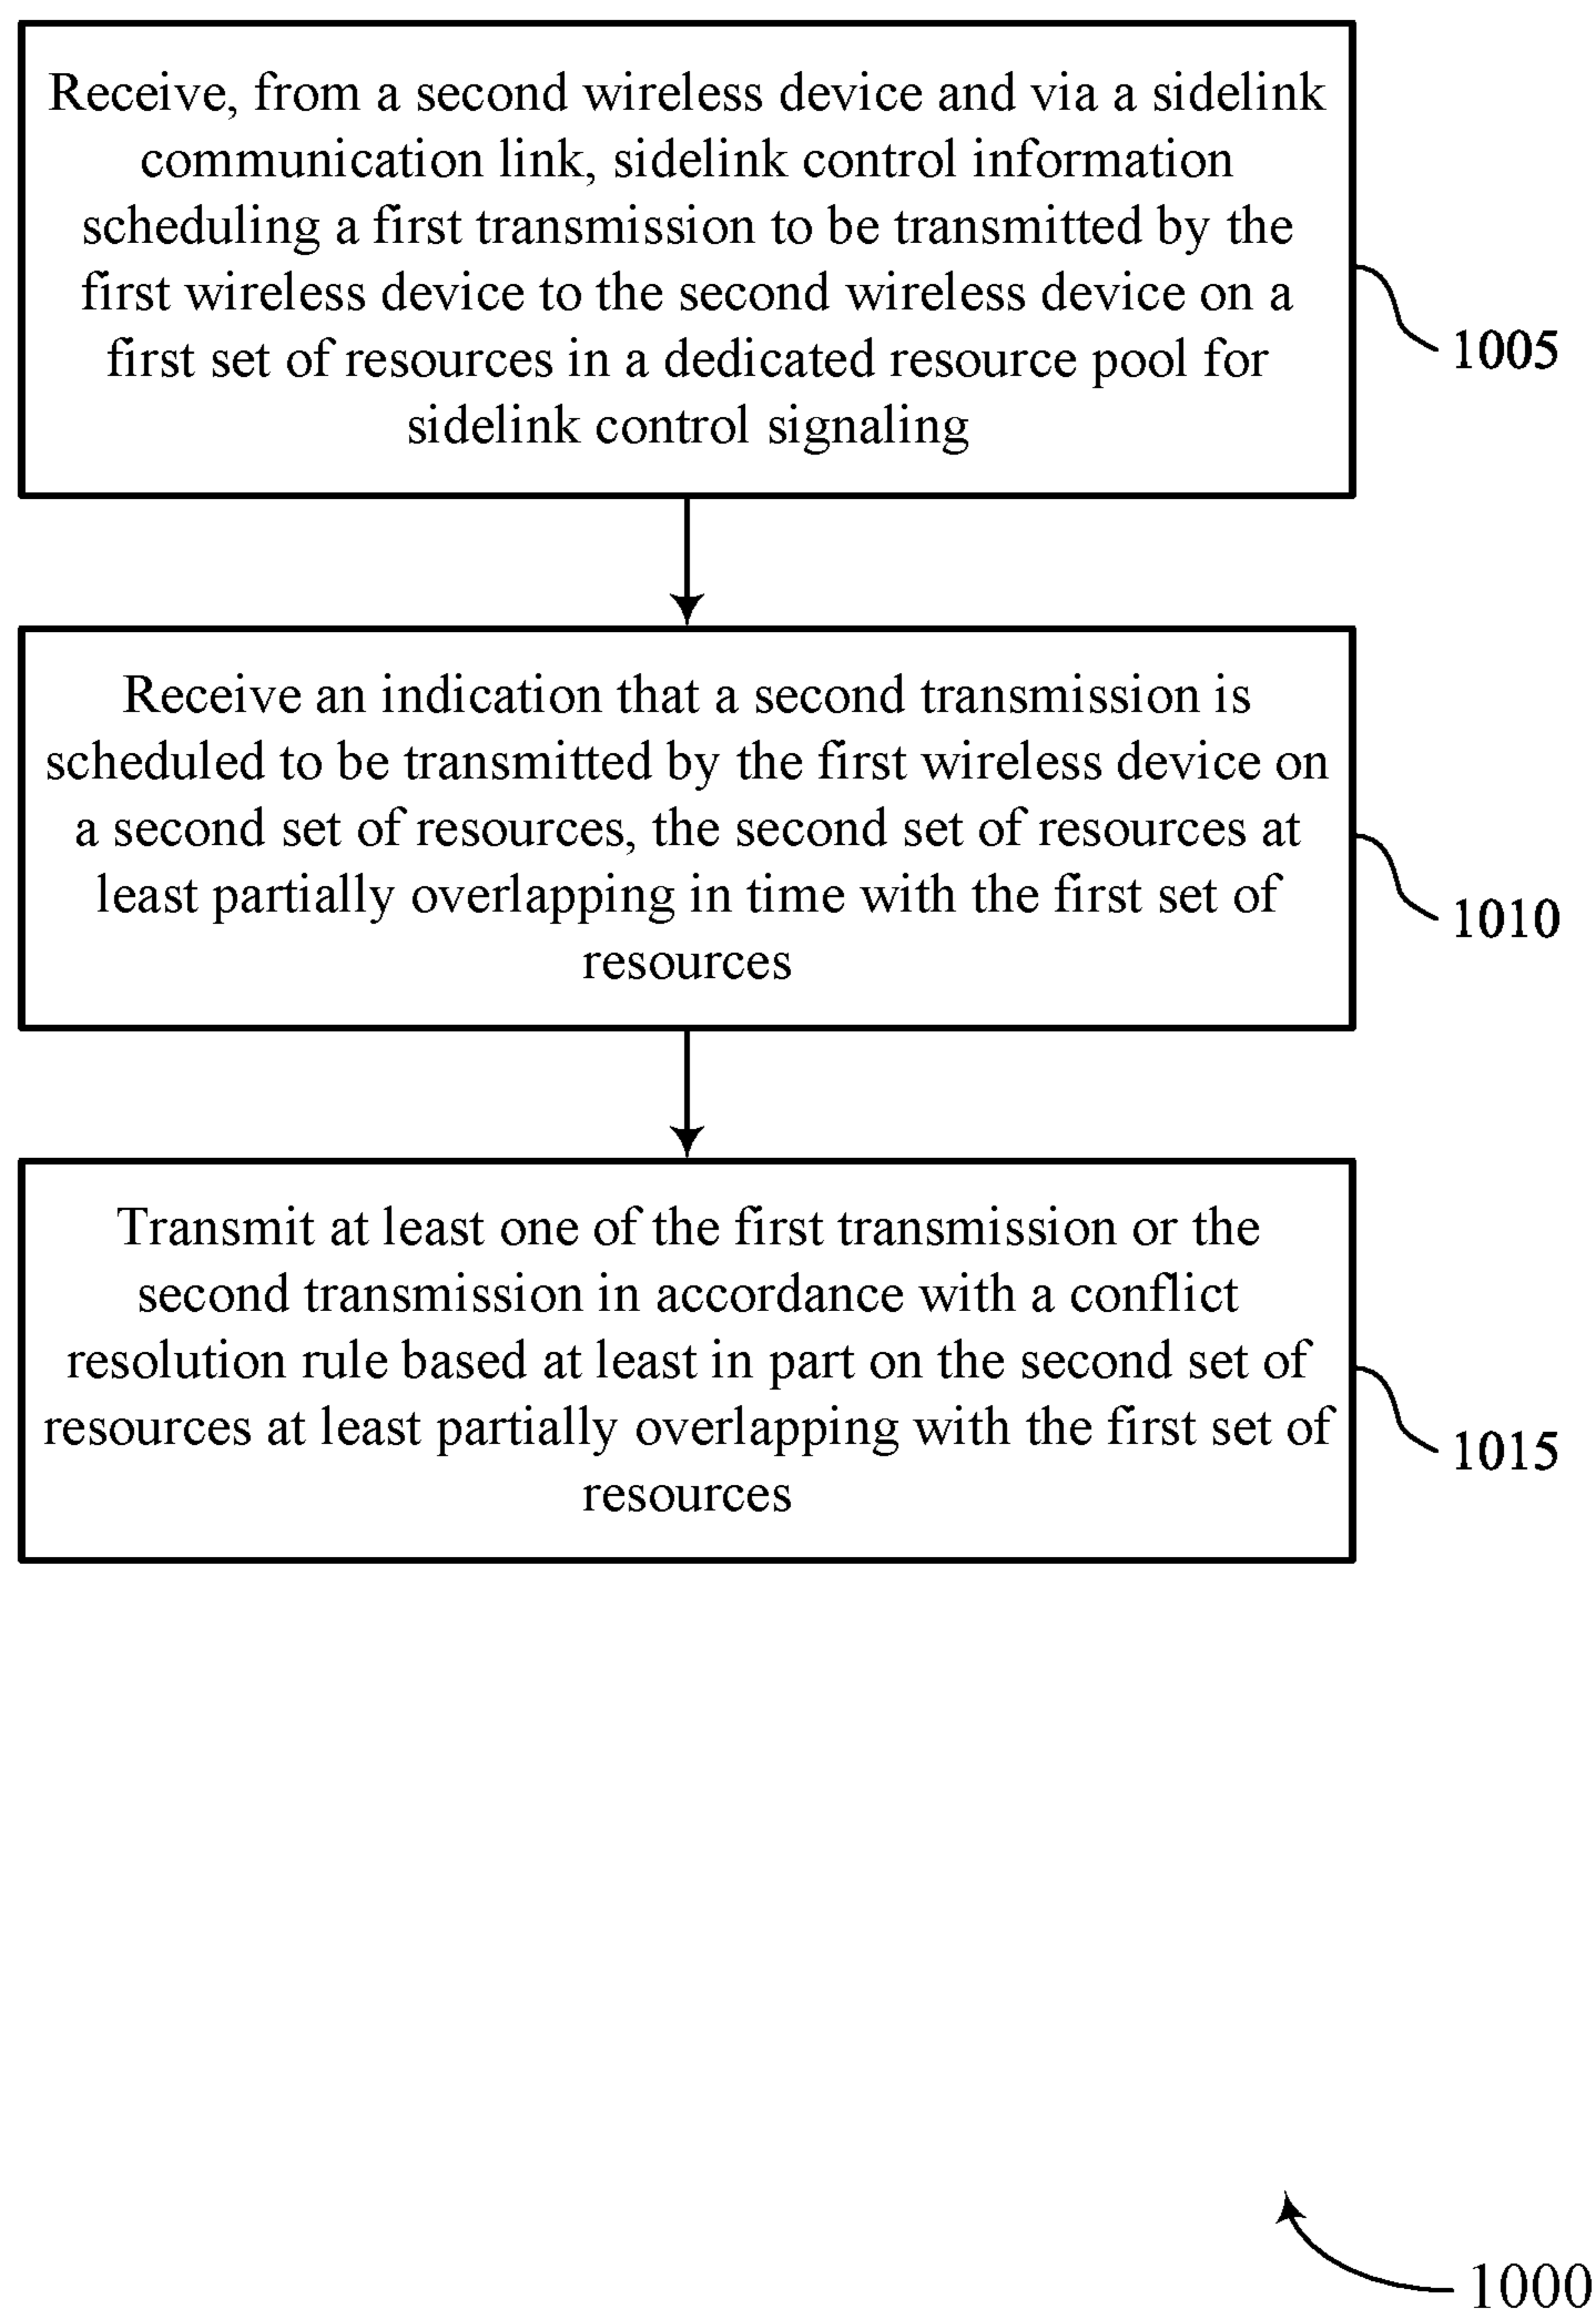 Receive, from a second wireless device and via a sidelink
communication link, sidelink control information
scheduling a first transmission to be transmitted by the
first wireless device to the second wireless device on a
first set of resources in a dedicated resource pool for
sidelink control signaling
1005
Receive an indication that a second transmission is
scheduled to be transmitted by the first wireless device on
a second set of resources, the second set of resources at
least partially overlapping in time with the first set of
resources
1010
Transmit at least one of the first transmission or the
second transmission in accordance with a conflict
resolution rule based at least in part on the second set of
resources at least partially overlapping with the first set of
resources
1015
1000